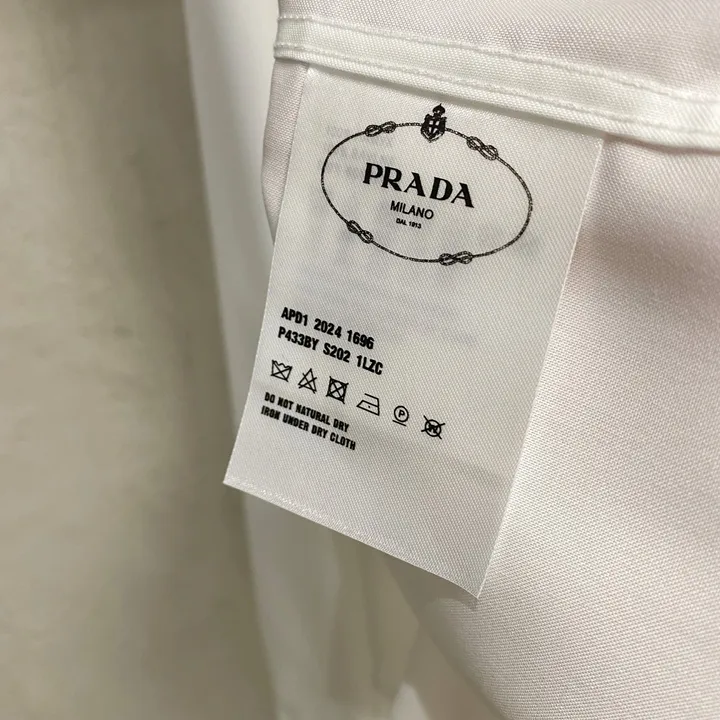 PRADA
MILANO
DAL 1913
APD1 2024 1696
P433BY S202 1LZC
P
W
DO NOT NATURAL DRY
IRON UNDER DRY CLOTH